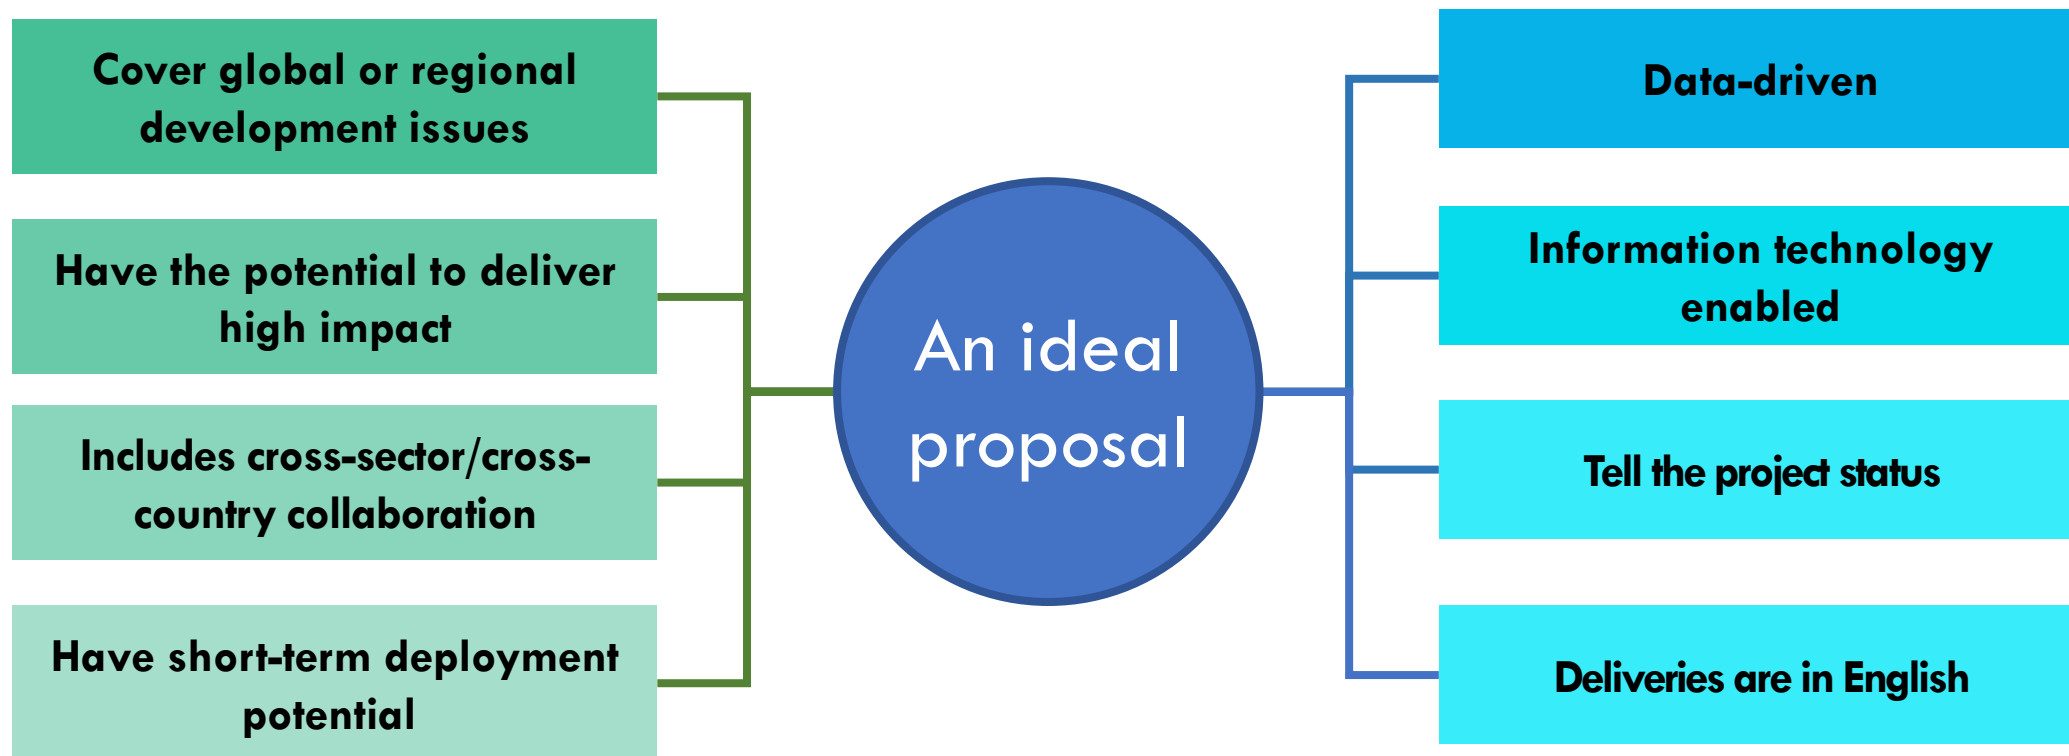 Cover global or regional
development issues
Have the potential to deliver
high impact
Includes cross-sector/cross-
country collaboration
Have short-term deployment
potential
An ideal
proposal
Data-driven
Information technology
enabled
Tell the project status
Deliveries are in English